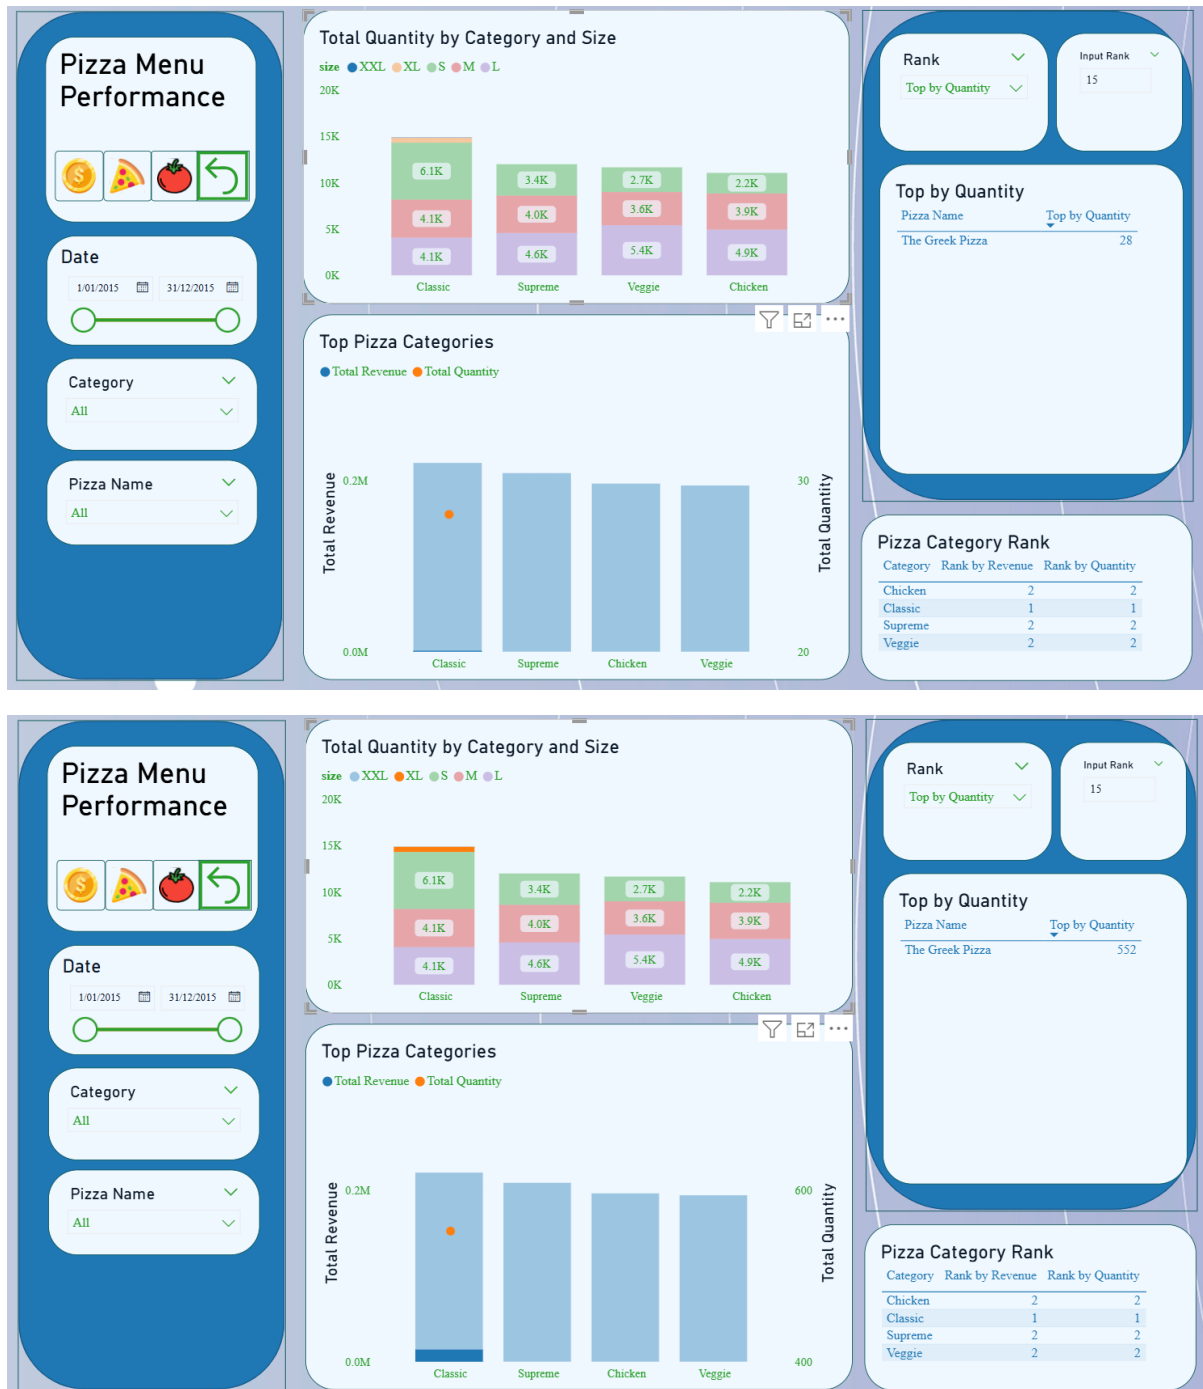 Pizza Menu
Performance
Date
1/01/2015 31/12/2015
Category
All
Pizza Name
All
Total Quantity by Category and Size
size XXL XL S M L
20K
15K
10K
5K
0K
6.1K 3.4K 2.7K 2.2K
4.1K 4.0K 3.6K 3.9K
4.1K 4.6K 5.4K 4.9K
Classic Supreme Veggie Chicken
Top Pizza Categories
Total Revenue Total Quantity
Total Revenue
0.2M
0.0M
30
20
Total Quantity
Classic Supreme Chicken Veggie
Rank
Top by Quantity
Input Rank
15
Top by Quantity
Pizza Name Top by Quantity
The Greek Pizza 28
Pizza Category Rank
Category Rank by Revenue Rank by Quantity
Chicken 2 2
Classic 1 1
Supreme 2 2
Veggie 2 2
Pizza Menu
Performance
Date
1/01/2015 31/12/2015
Category
All
Pizza Name
All
Total Quantity by Category and Size
size XXL XL S M L
20K
15K
10K
5K
0K
6.1K 3.4K 2.7K 2.2K
4.1K 4.0K 3.6K 3.9K
4.1K 4.6K 5.4K 4.9K
Classic Supreme Veggie Chicken
Top Pizza Categories
Total Revenue Total Quantity
Total Revenue
0.2M
0.0M
600
400
Total Quantity
Classic Supreme Chicken Veggie
Rank
Top by Quantity
Input Rank
15
Top by Quantity
Pizza Name Top by Quantity
The Greek Pizza 552
Pizza Category Rank
Category Rank by Revenue Rank by Quantity
Chicken 2 2
Classic 1 1
Supreme 2 2
Veggie 2 2